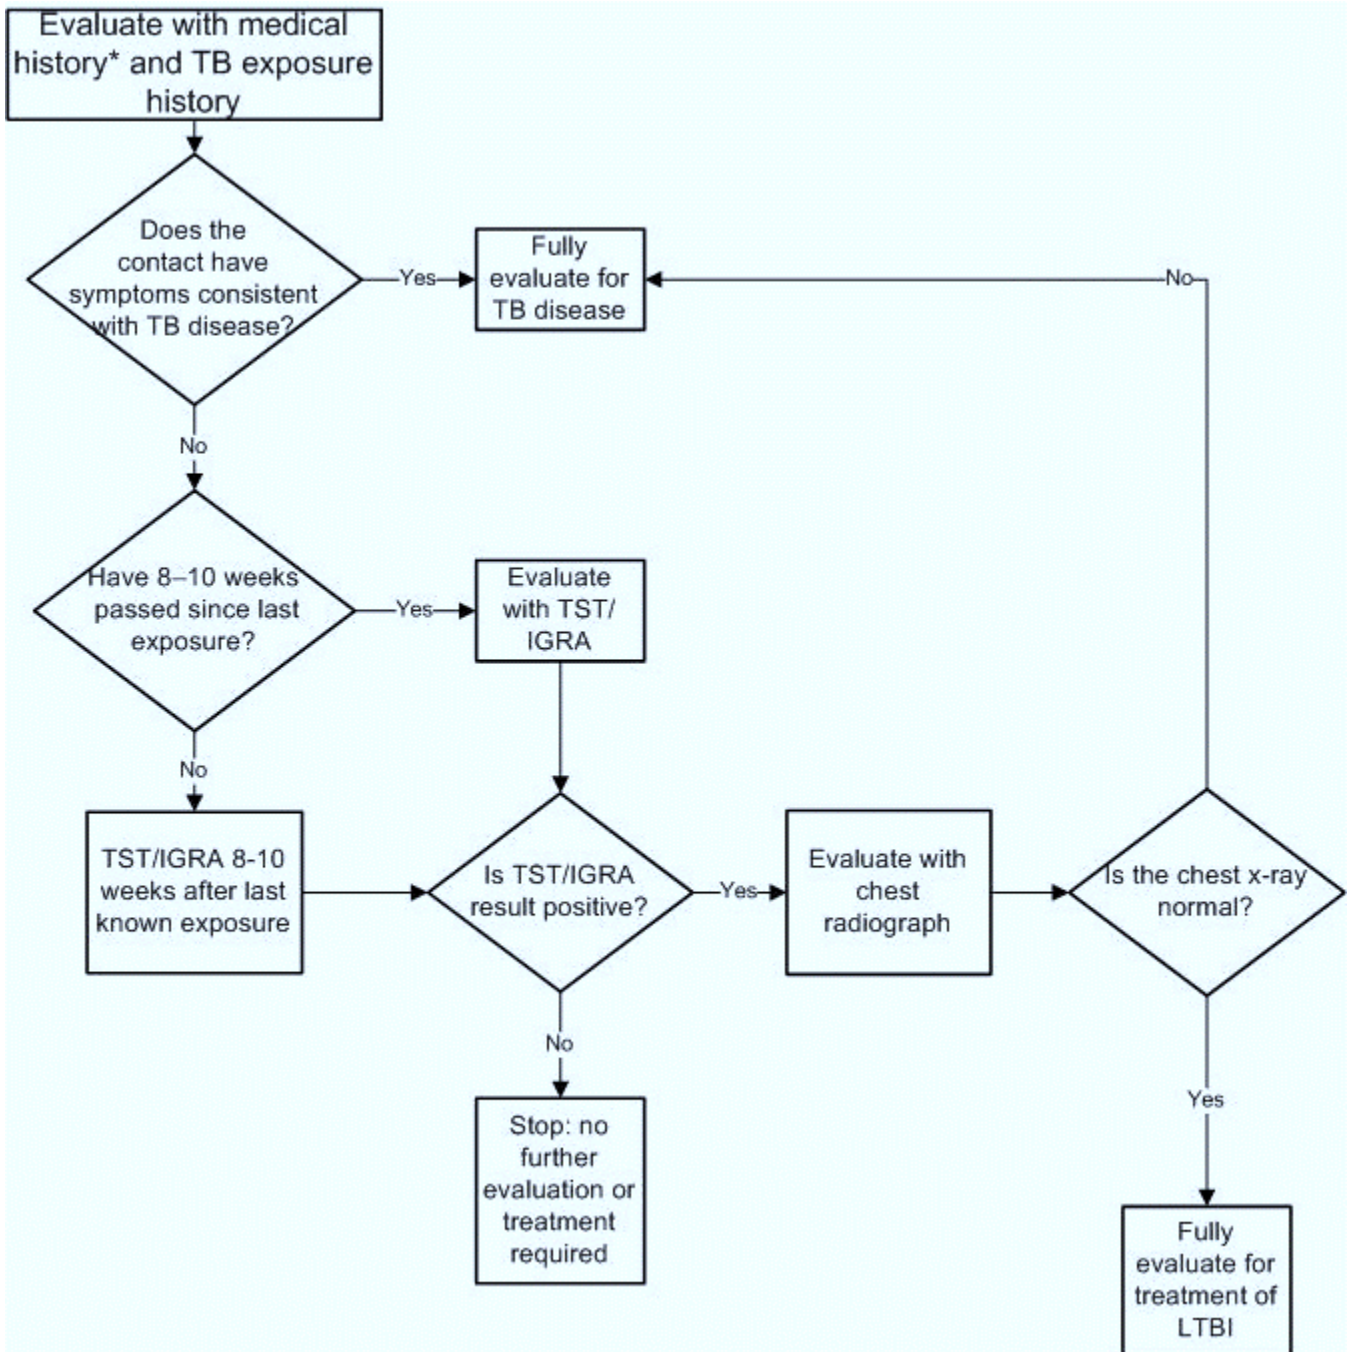 Evaluate with medical
history* and TB exposure
history
Does the
contact have
symptoms consistent
with TB disease?
Yes
Fully
evaluate for
TB disease
No
No
Have 8–10 weeks
passed since last
exposure?
Yes
Evaluate
with TST/
IGRA
No
TST/IGRA 8-10
weeks after last
known exposure
Is TST/IGRA
result positive?
Yes
Evaluate with
chest
radiograph
Is the chest x-ray
normal?
No
Stop: no
further
evaluation or
treatment
required
Yes
Fully
evaluate for
treatment of
LTBI